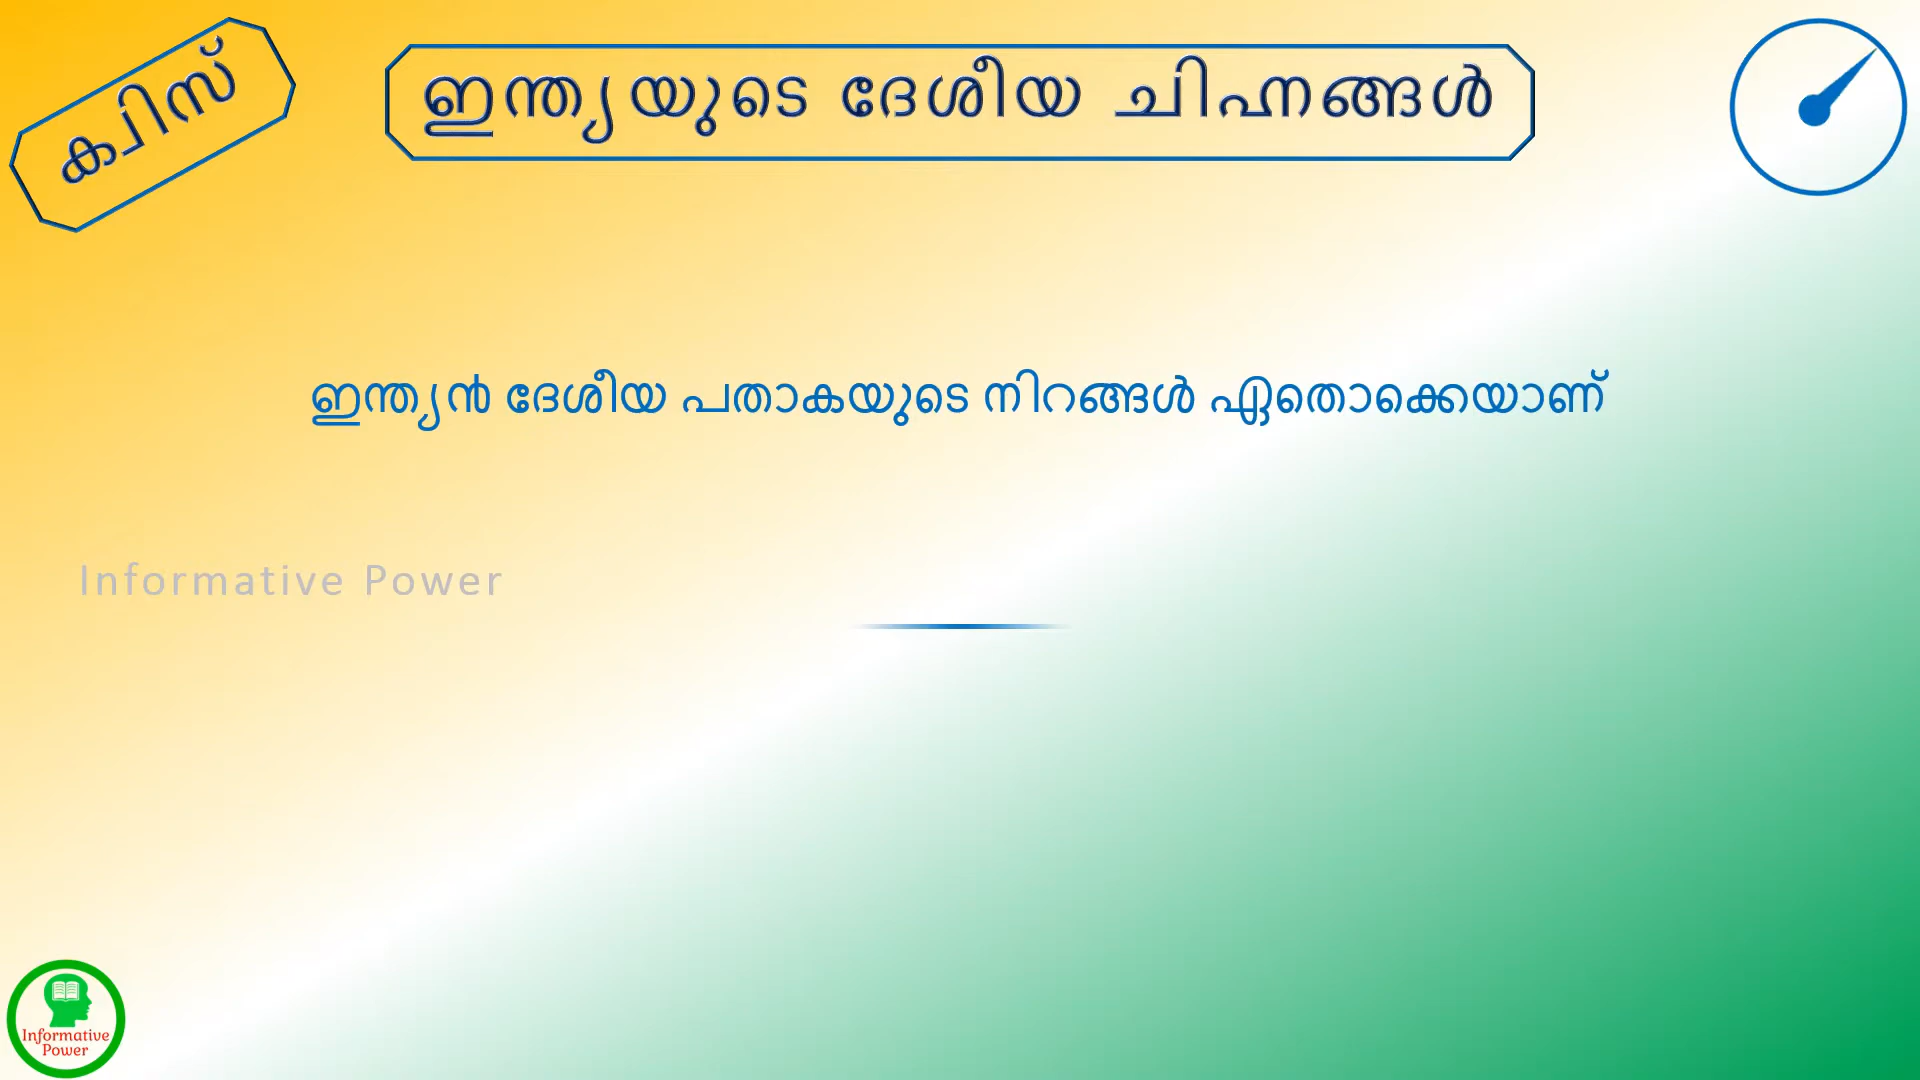 ക്വിസ്
ഇന്ത്യയുടെ ദേശീയ ചിഹ്നങ്ങൾ
ഇന്ത്യൻ ദേശീയ പതാകയുടെ നിറങ്ങൾ ഏതൊക്കെയാണ്
Informative Power
Informative
Power